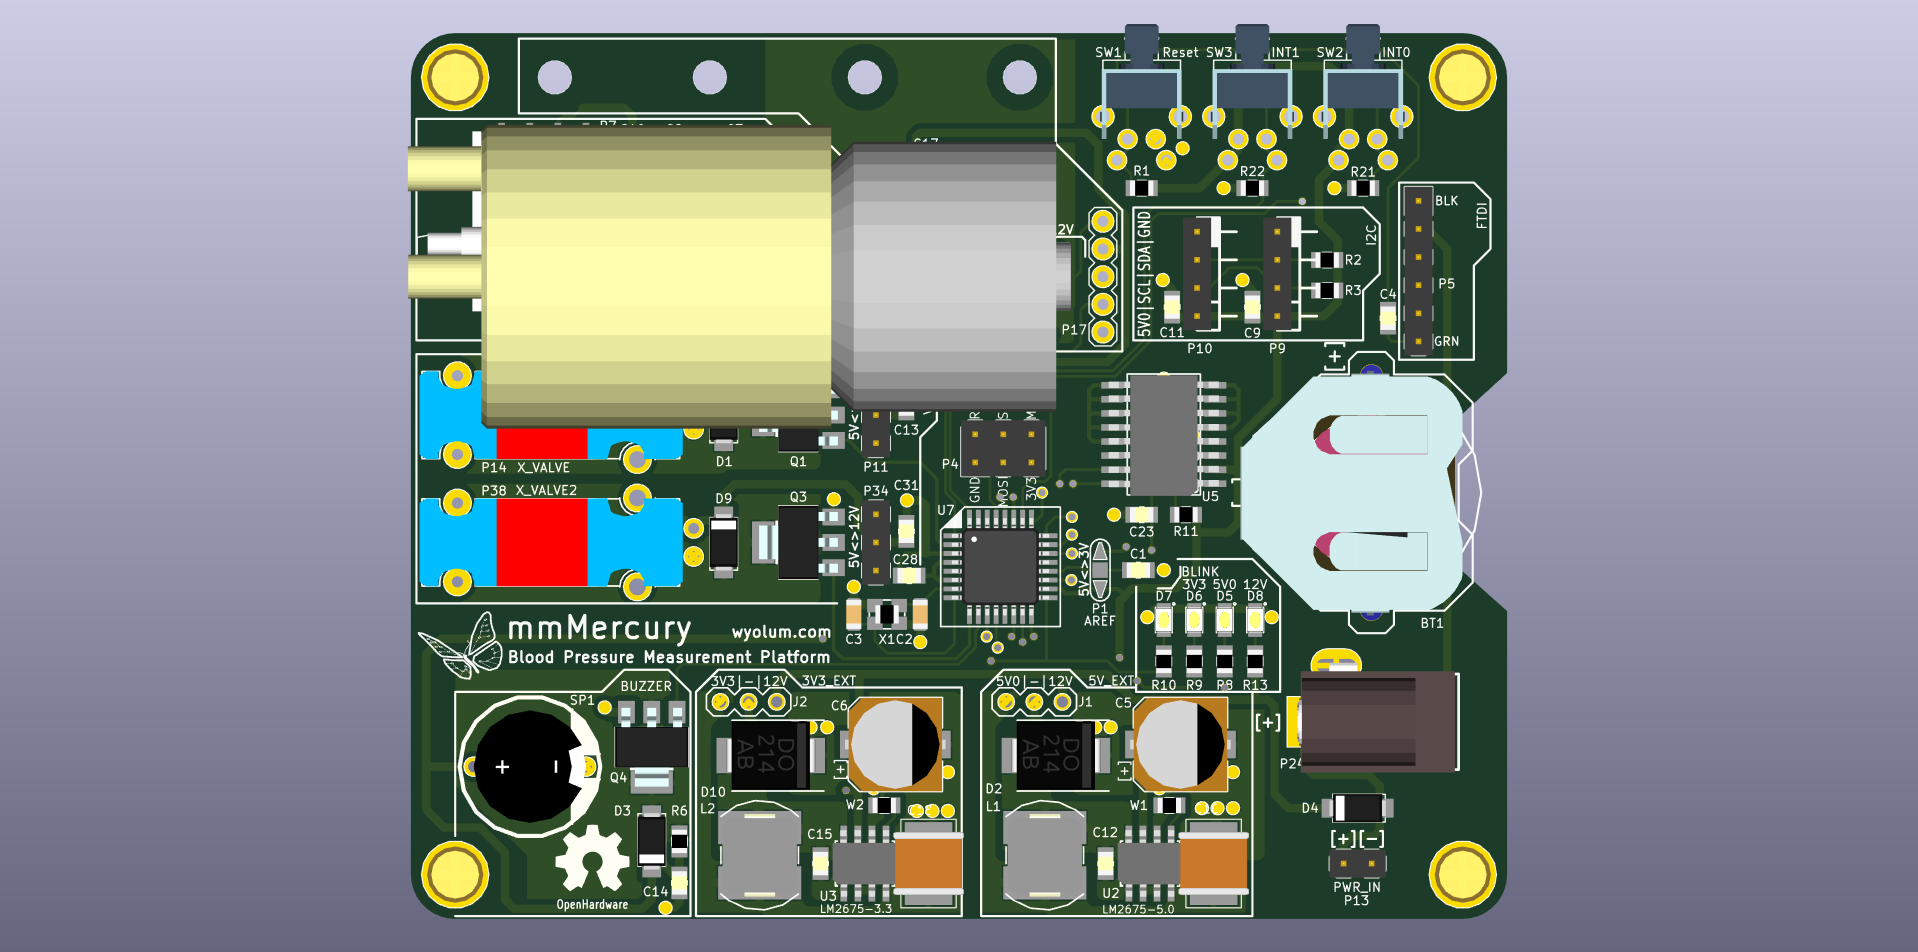 SW1
Reset
SW3
INT1
SW2
INT0
R1
R22
R21
BLK
FTDI
P5
GRN
C4
I2C
5V0|SCL|SDA|GND
R2
R3
C11
C9
P10
P9
P17
[+]
C13
P11
D1
Q1
P14 X_VALVE
P38 X_VALVE2
D9
Q3
P34
C31
5V<>12V
C28
P4
GND
MOSI
3V3
U7
U5
C23
R11
C1
5V<>3V
P1
AREF
BLINK
3V3 5V0 12V
D7 D6 D5 D8
R10 R9 R8 R13
BT1
C3
X1
C2
mmMercury
wyolum.com
Blood Pressure Measurement Platform
BUZZER
SP1
+ −
Q4
D3
R6
C14
OpenHardware
3V3|−|12V
3V3_EXT
J2
C6
DO
214
AB
[+]
D10
L2
W2
C15
U3
LM2675-3.3
5V0|−|12V
5V_EXT
J1
C5
DO
214
AB
[+]
D2
L1
W1
C12
U2
LM2675-5.0
[+]
P24
D4
[+] [−]
PWR_IN
P13